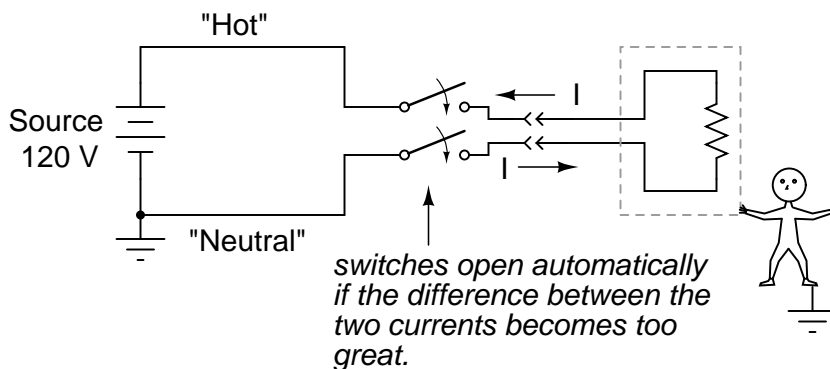 "Hot"
I
Source
120 V
I
"Neutral"
switches open automatically
if the difference between the
two currents becomes too
great.